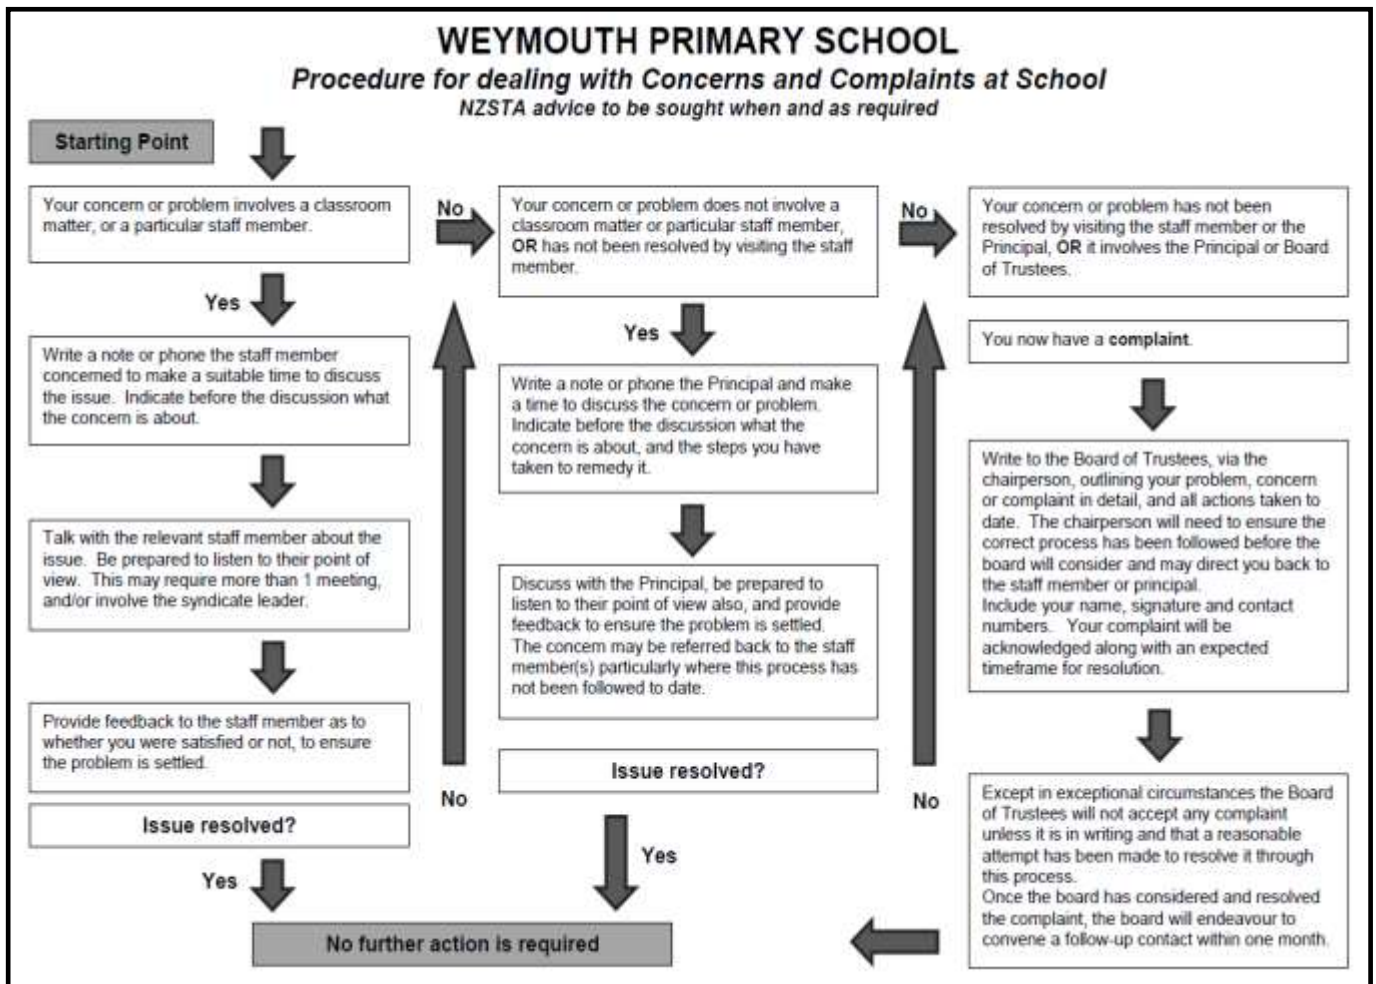 WEYMOUTH PRIMARY SCHOOL
Procedure for dealing with Concerns and Complaints at School
NZSTA advice to be sought when and as required
Starting Point
Your concern or problem involves a classroom
matter, or a particular staff member.
Yes
Write a note or phone the staff member
concerned to make a suitable time to discuss
the issue. Indicate before the discussion what
the concern is about.
Talk with the relevant staff member about the
issue. Be prepared to listen to their point of
view. This may require more than 1 meeting,
and/or involve the syndicate leader.
Provide feedback to the staff member as to
whether you were satisfied or not, to ensure
the problem is settled.
Issue resolved?
Yes
No
No
Your concern or problem does not involve a
classroom matter or particular staff member,
OR has not been resolved by visiting the staff
member.
Yes
Write a note or phone the Principal and make
a time to discuss the concern or problem.
Indicate before the discussion what the
concern is about, and the steps you have
taken to remedy it.
Discuss with the Principal, be prepared to
listen to their point of view also, and provide
feedback to ensure the problem is settled.
The concern may be referred back to the staff
member(s) particularly where this process has
not been followed to date.
Issue resolved?
Yes
No
No
Your concern or problem has not been
resolved by visiting the staff member or the
Principal, OR it involves the Principal or Board
of Trustees.
You now have a complaint.
Write to the Board of Trustees, via the
chairperson, outlining your problem, concern
or complaint in detail, and all actions taken to
date. The chairperson will need to ensure the
correct process has been followed before the
board will consider and may direct you back to
the staff member or principal.
Include your name, signature and contact
numbers. Your complaint will be
acknowledged along with an expected
timeframe for resolution.
Except in exceptional circumstances the Board
of Trustees will not accept any complaint
unless it is in writing and that a reasonable
attempt has been made to resolve it through
this process.
Once the board has considered and resolved
the complaint, the board will endeavour to
convene a follow-up contact within one month.
No further action is required